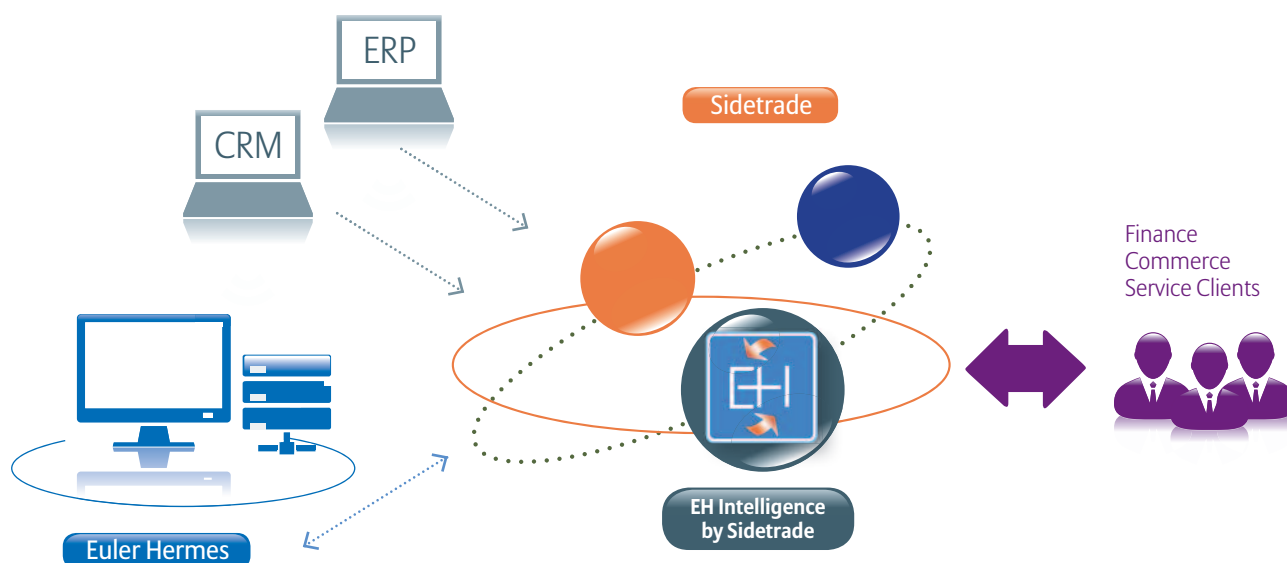 ERP
CRM
Sidetrade
Finance
Commerce
Service Clients
EH
EH Intelligence
by Sidetrade
Euler Hermes